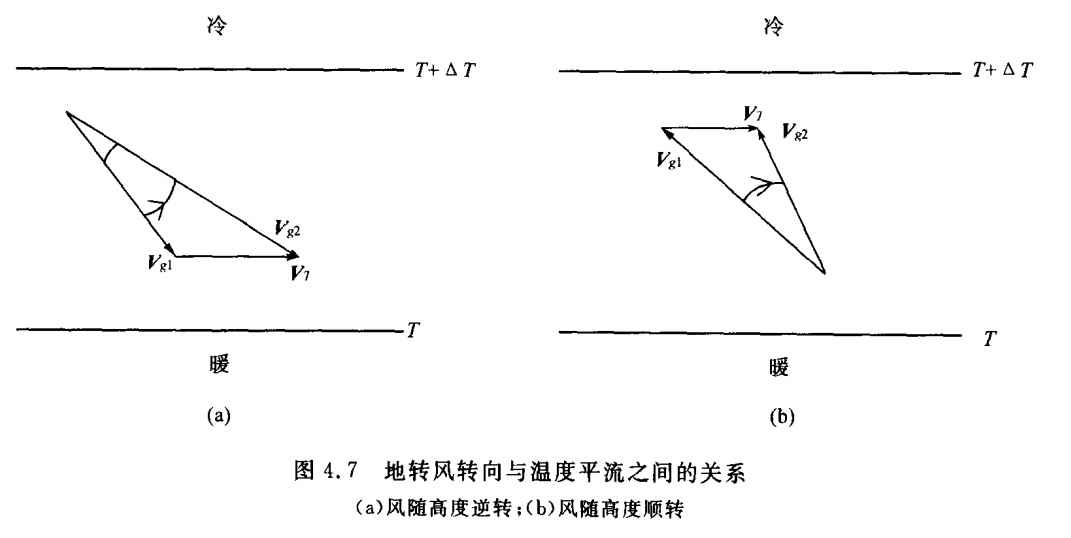 冷
T+ΔT
Vg1
Vg2
V7
T
暖
(a)
冷
T+ΔT
V7
Vg2
Vg1
T
暖
(b)
图 4.7 地转风转向与温度平流之间的关系
(a)风随高度逆转;(b)风随高度顺转